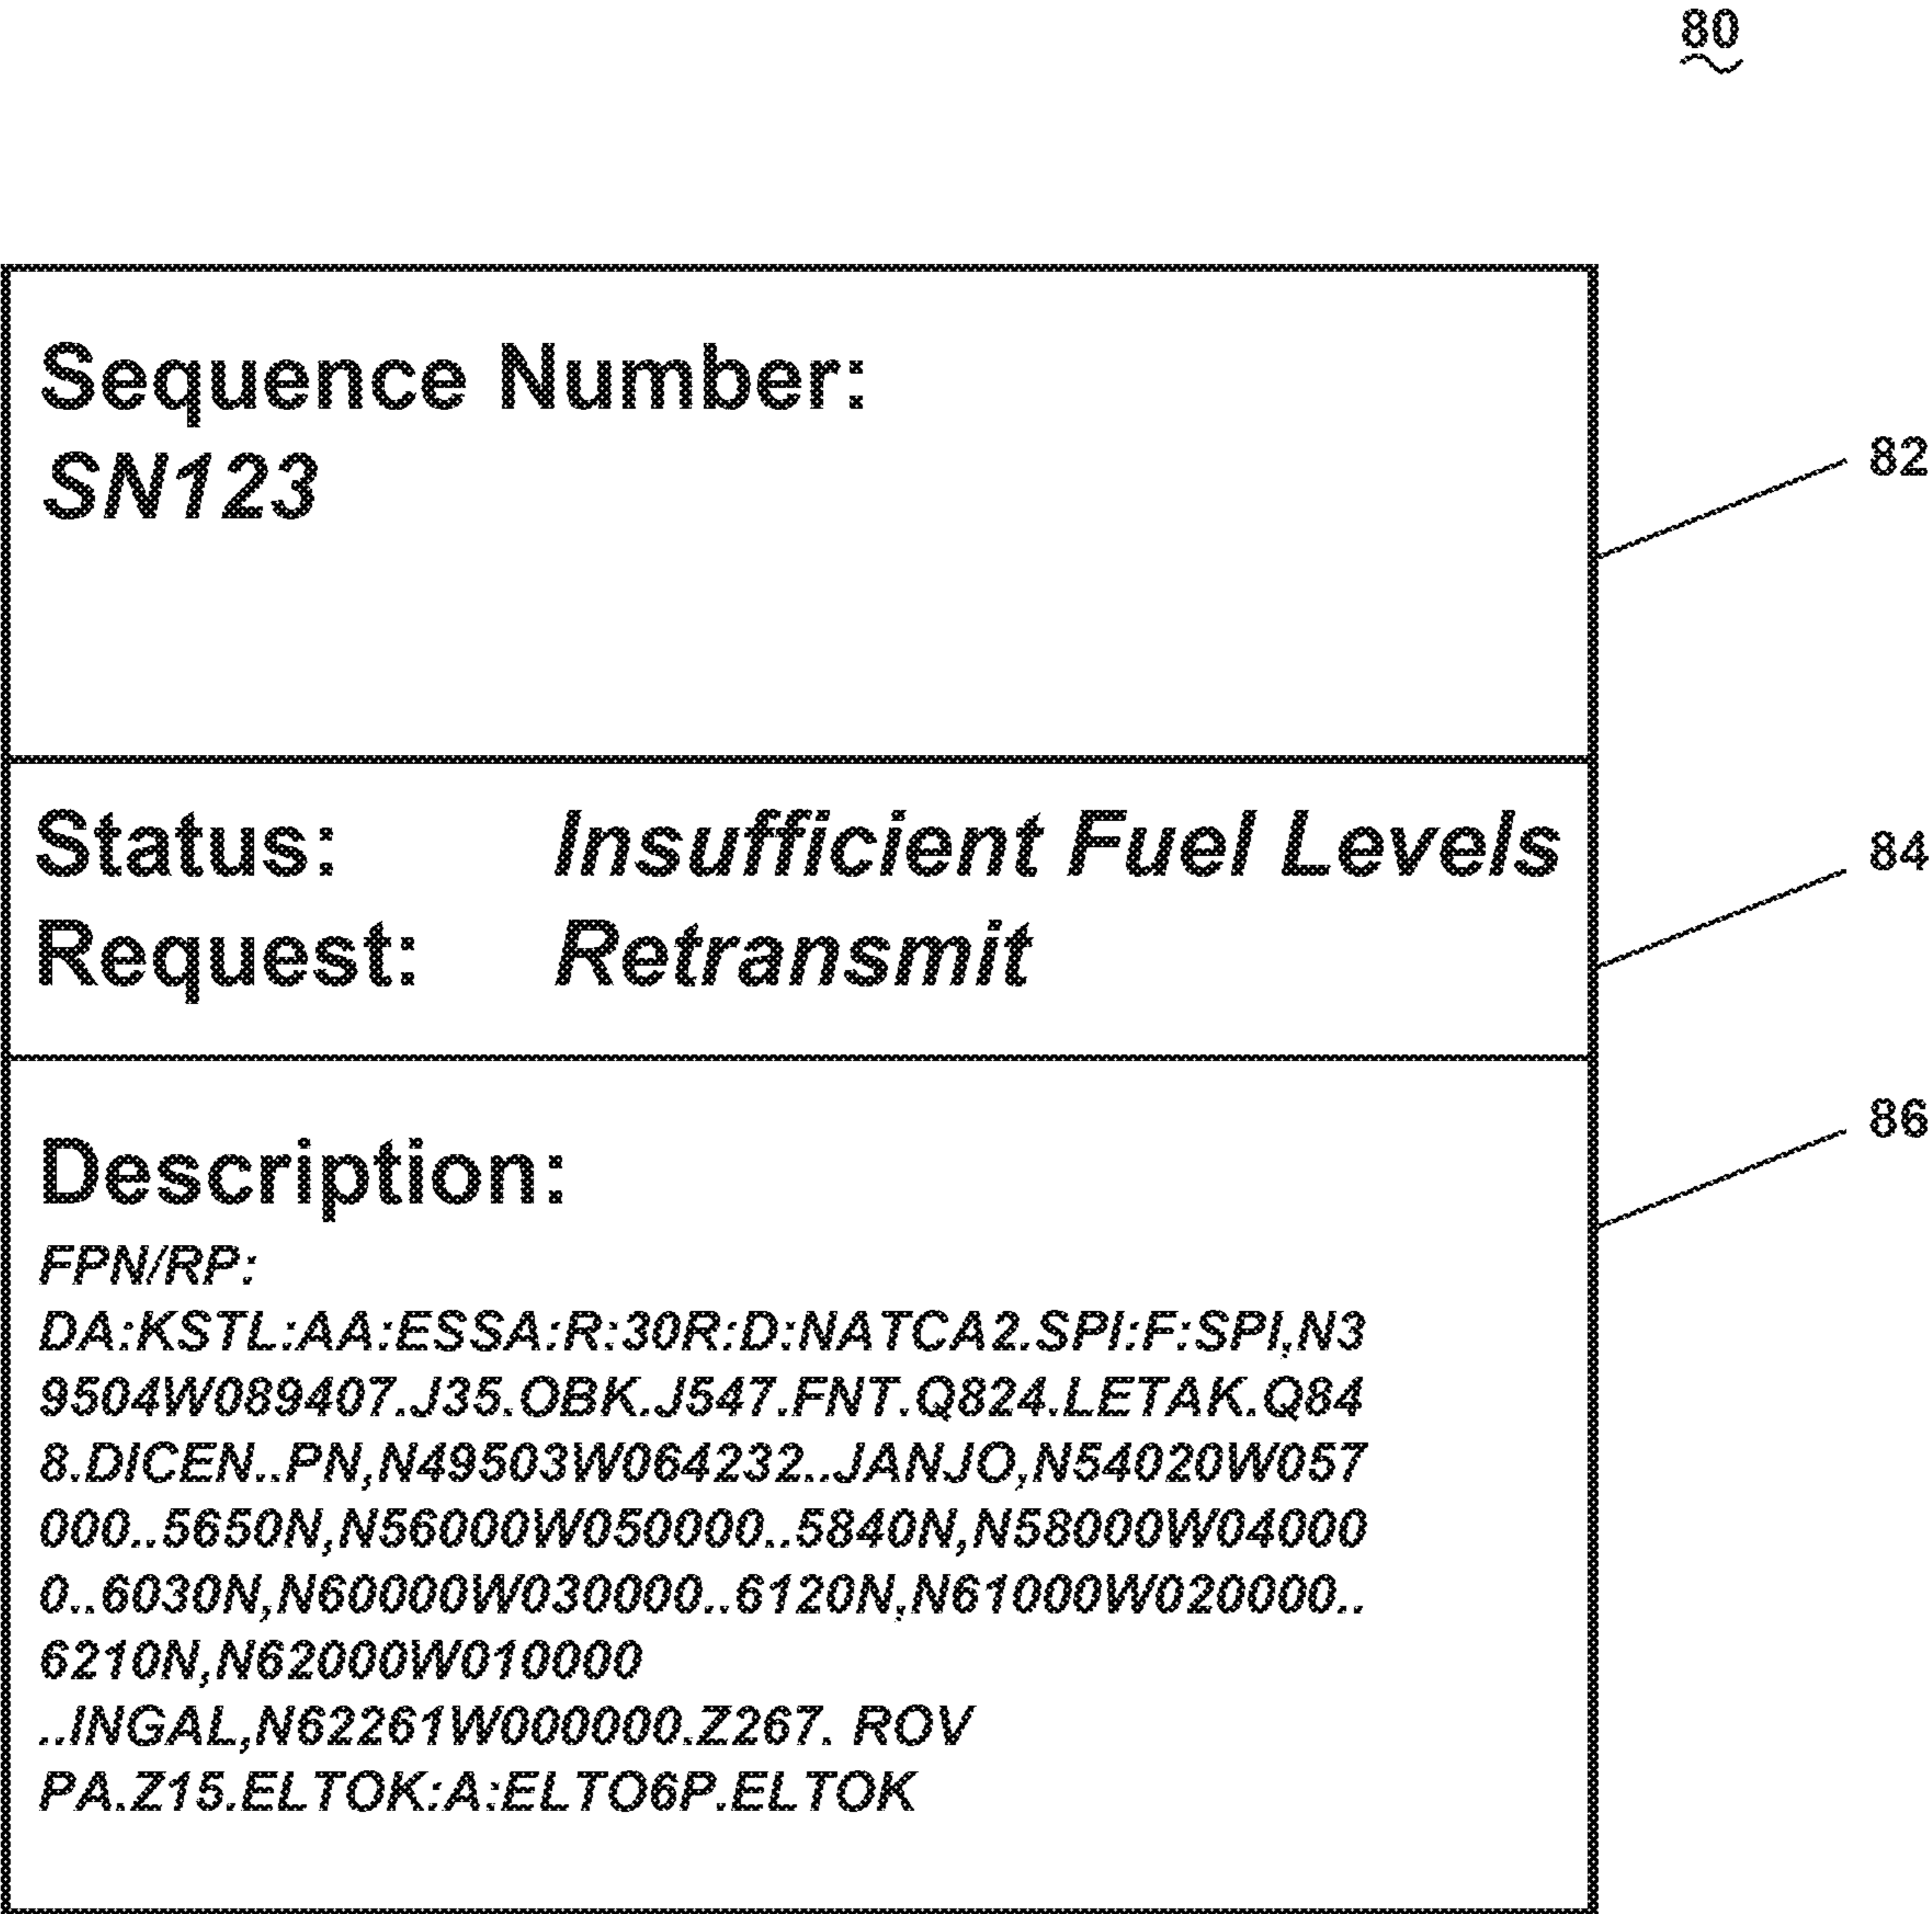 80
Sequence Number:
SN123
82
Status: Insufficient Fuel Levels
84
Request: Retransmit
Description:
86
FPN/RP:
DA:KSTL:AA:ESSA:R:30R:D:NATCA2.SPI:F:SPI,N3
9504W089407.J35.OBK.J547.FNT.Q824.LETAK.Q84
8.DICEN..PN,N49503W064232..JANJO,N54020W057
000..5650N,N56000W050000..5840N,N58000W04000
0..6030N,N60000W030000..6120N,N61000W020000..
6210N,N62000W010000
..INGAL,N62261W000000.Z267. ROV
PA.Z15.ELTOK:A:ELTO6P.ELTOK